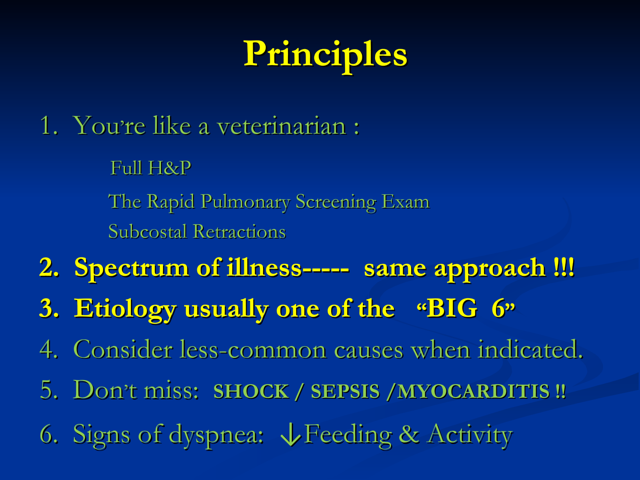 Principles
1. You’re like a veterinarian :
Full H&P
The Rapid Pulmonary Screening Exam
Subcostal Retractions
2. Spectrum of illness----- same approach !!!
3. Etiology usually one of the “BIG 6”
4. Consider less-common causes when indicated.
5. Don’t miss: SHOCK / SEPSIS /MYOCARDITIS !!
6. Signs of dyspnea: ↓Feeding & Activity